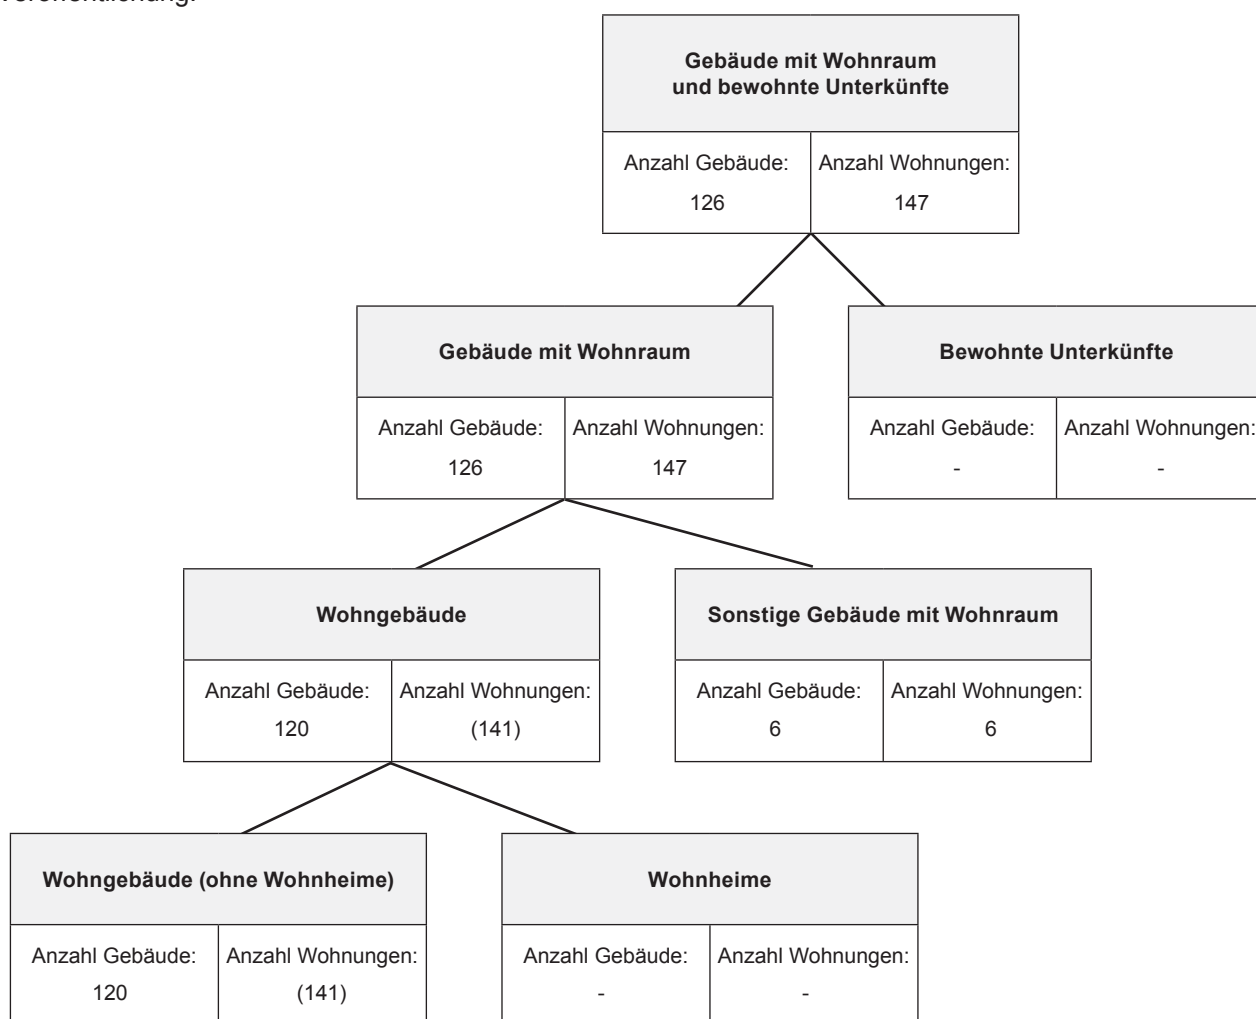 Veröffentlichung.
Gebäude mit Wohnraum
und bewohnte Unterkünfte
Anzahl Gebäude: Anzahl Wohnungen:
126 147
Gebäude mit Wohnraum
Bewohnte Unterkünfte
Anzahl Gebäude: Anzahl Wohnungen:
126 147
Anzahl Gebäude: Anzahl Wohnungen:
- -
Wohngebäude
Sonstige Gebäude mit Wohnraum
Anzahl Gebäude: Anzahl Wohnungen:
120 (141)
Anzahl Gebäude: Anzahl Wohnungen:
6 6
Wohngebäude (ohne Wohnheime)
Wohnheime
Anzahl Gebäude: Anzahl Wohnungen:
120 (141)
Anzahl Gebäude: Anzahl Wohnungen:
- -